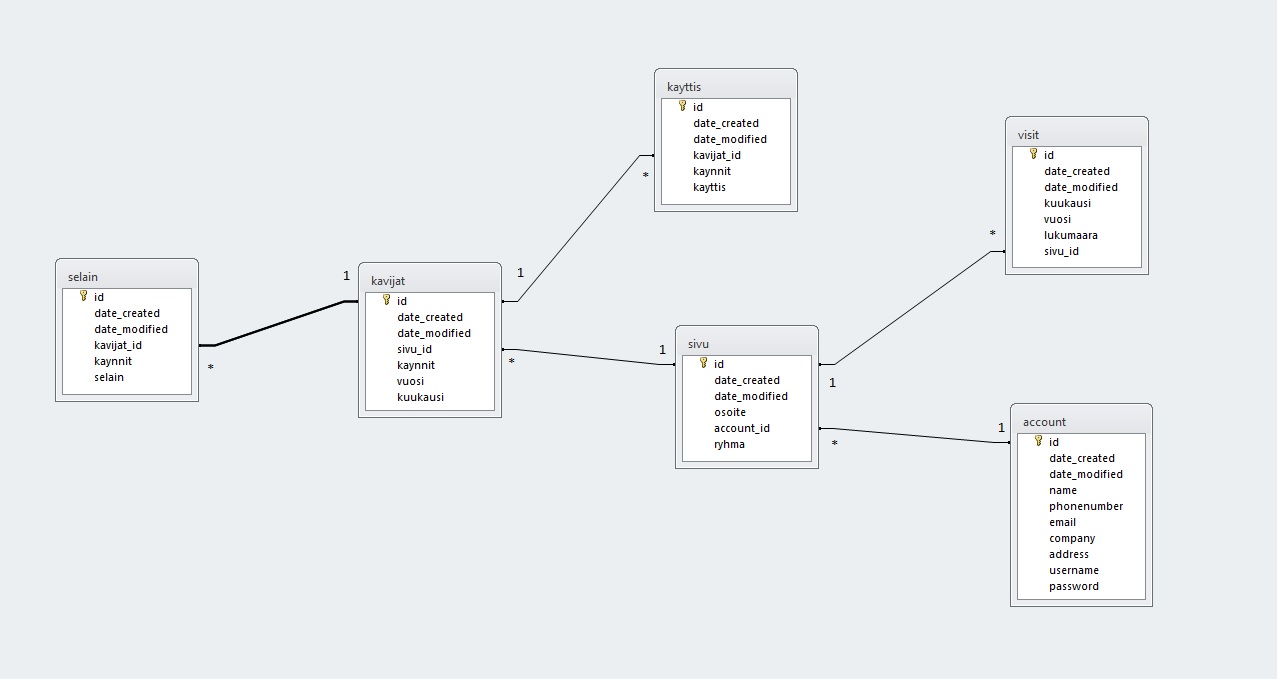 kayttis
id
date_created
date_modified
kavijat_id
kaynnit
kayttis
*
visit
id
date_created
date_modified
kuukausi
vuosi
lukumaara
sivu_id
*
selain
id
date_created
date_modified
kavijat_id
kaynnit
selain
*
1
kavijat
id
date_created
date_modified
sivu_id
kaynnit
vuosi
kuukausi
1
*
1
sivu
id
date_created
date_modified
osoite
account_id
ryhma
1
*
1
account
id
date_created
date_modified
name
phonenumber
email
company
address
username
password